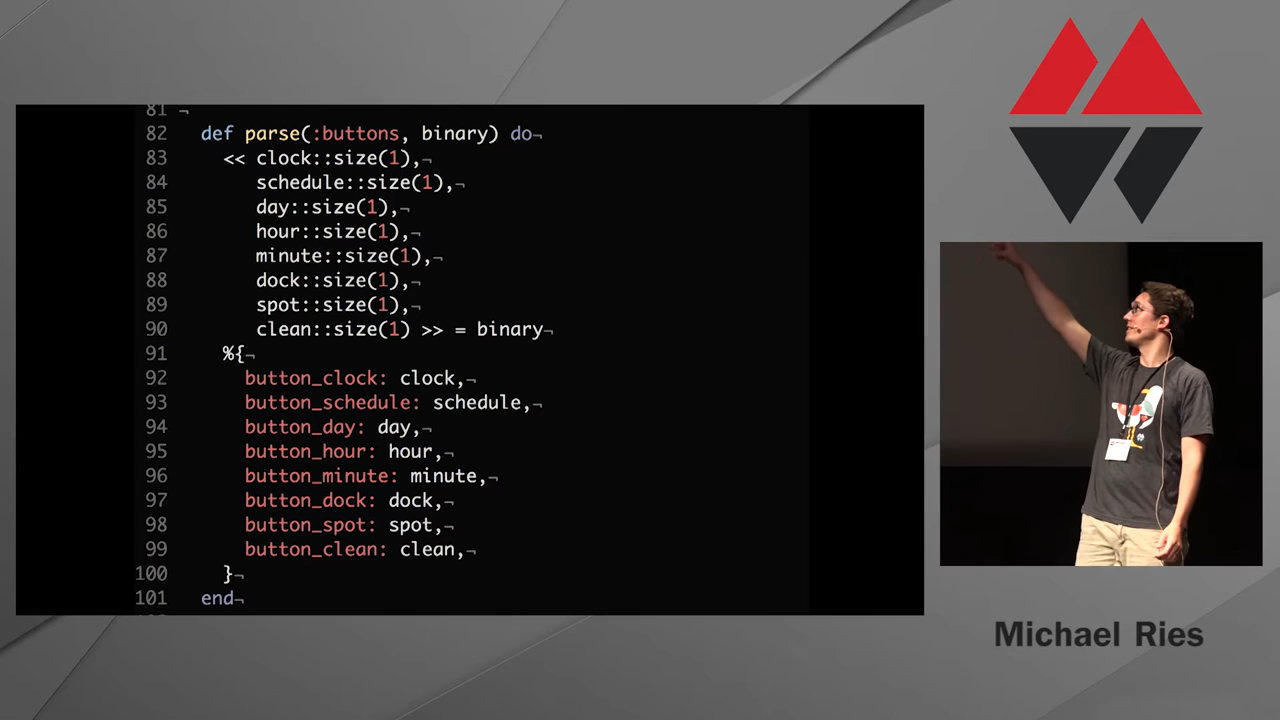 81 ¬
82 def parse(:buttons, binary) do¬
83 << clock::size(1),¬
84 schedule::size(1),¬
85 day::size(1),¬
86 hour::size(1),¬
87 minute::size(1),¬
88 dock::size(1),¬
89 spot::size(1),¬
90 clean::size(1) >> = binary¬
91 %{¬
92 button_clock: clock,¬
93 button_schedule: schedule,¬
94 button_day: day,¬
95 button_hour: hour,¬
96 button_minute: minute,¬
97 button_dock: dock,¬
98 button_spot: spot,¬
99 button_clean: clean,¬
100 }¬
101 end¬
Michael Ries